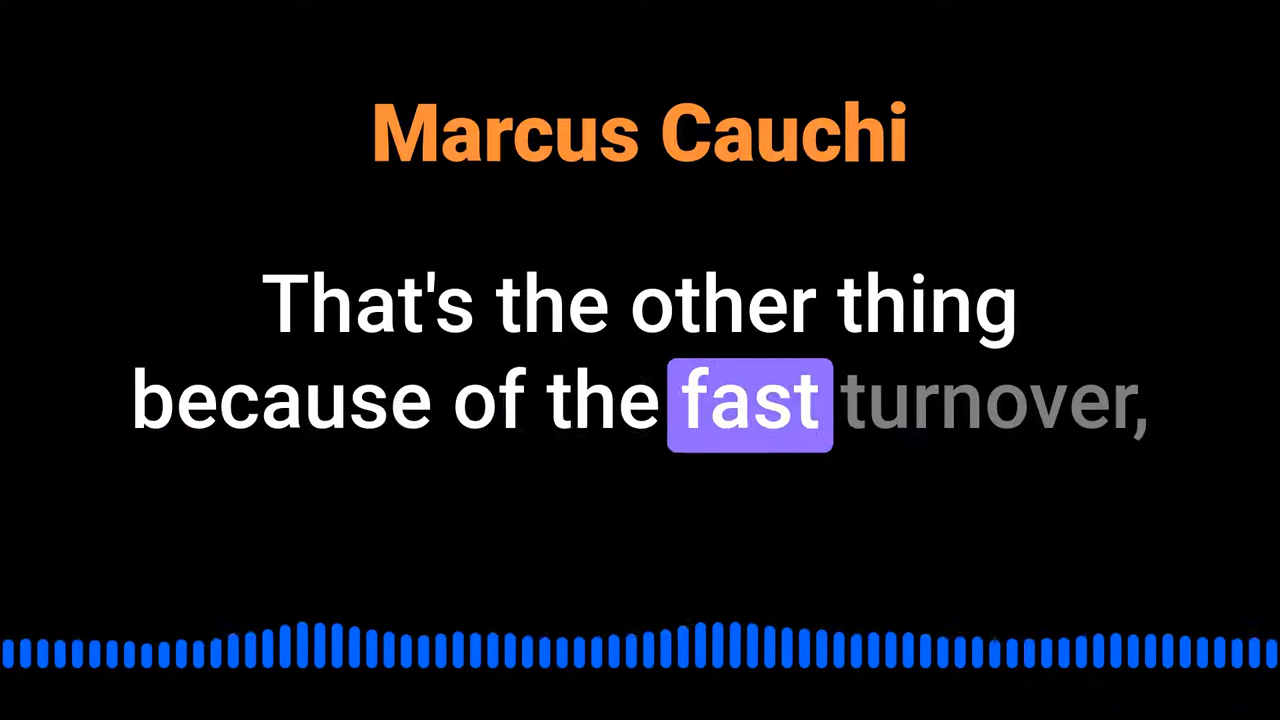 Marcus Cauchi
That's the other thing
because of the fast turnover,